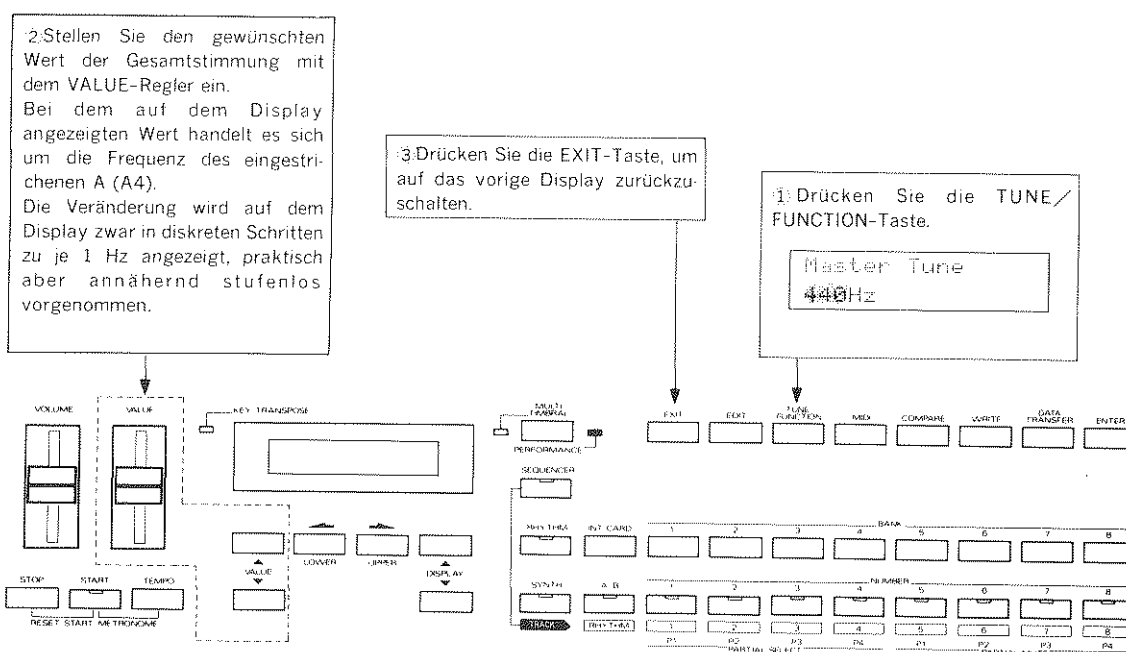 2 Stellen Sie den gewünschten
Wert der Gesamtstimmung mit
dem VALUE-Regler ein.
Bei dem auf dem Display
angezeigten Wert handelt es sich
um die Frequenz des eingestri-
chenen A (A4).
Die Veränderung wird auf dem
Display zwar in diskreten Schritten
zu je 1 Hz angezeigt, praktisch
aber annähernd stufenlos
vorgenommen.
3 Drücken Sie die EXIT-Taste, um
auf das vorige Display zurückzu-
schalten.
1 Drücken Sie die TUNE/
FUNCTION-Taste.
Master Tune
440Hz
VOLUME
VALUE
KEY TRANSPOSE
MULTI
TIMBRAL
PERFORMANCE
SEQUENCER
EXIT
EDIT
TUNE
FUNCTION
MIDI
COMPARE
WRITE
DATA
TRANSFER
ENTER
RHYTHM
INT CARD
BANK
1 2 3 4 5 6 7 8
VALUE
LOWER
UPPER
DISPLAY
STOP
START
TEMPO
RESET START METRONOME
SYNTH
A B
NUMBER
1 2 3 4 5 6 7 8
TRACK
RHYTHM
1 2 3 4 5 6 7 8
P1 P2 P3 P4 P1 P2 P3 P4
PARTIAL SELECT